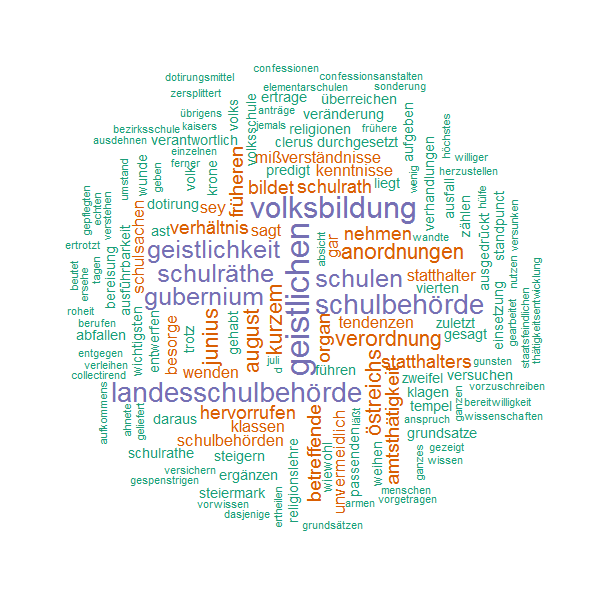 confessionen
dotirungsmittel
confessionsanstalten
elementarschulen
sonderung
zersplittert
ertrage
überreichen
übrigens
anträge
veränderung
bezirksschule
kaisers
volks
volksschule
jemals
religionen
frühere
aufgeben
höchstes
ausdehnen
verantwortlich
clerus
durchgesetzt
einzelnen
mißverständnisse
williger
ferner
predigt
kenntnisse
wenig
herzustellen
umstand
wunde
geben
volke
krone
früheren
bildet
schulrath
liegt
verhandlungen
ausfall
hülfe
gepflegten
echten
verstehen
dotirung
sey
volksbildung
zählen
ausgedrückt
standpunct
versunken
schulsachen
ast
verhältnis
sagt
geistlichen
absicht
gar
nehmen
wandte
ertrotzt
ausführbarkeit
geistlichkeit
anordnungen
beutet
ersehe
tagen
bereisung
schulräthe
schulen
statthalter
nutzen
roheit
gubernium
vierten
schulbehörde
einsetzung
gearbeitet
staatsfeindlichen
thätigkeitsentwicklung
berufen
abfallen
wichtigsten
entwerfen
besorge
trotz
junius
gehabt
august
kurzem
organ
tendenzen
zuletzt
verordnung
gesagt
entgegen
verleihen
collectirend
juli
d
wenden
führen
statthalters
gunsten
landesschulbehörde
östreichs
zweifel
versuchen
vorzuschreiben
amtsthätigkeit
klagen
ganzen
bereitwilligkeit
aufkommens
ahnete
geliefert
daraus
hervorrufen
betreffende
unvermeidlich
läßt
tempel
anspruch
wissenschaften
klassen
schulbehörden
passenden
grundsatze
schulrathe
steigern
religionslehre
wiewohl
weihen
gezeigt
ganzes
wissen
versichern
gespenstrigen
ergänzen
steiermark
menschen
vorgetragen
vorwissen
armen
dasjenige
ertheilen
grundsätzen